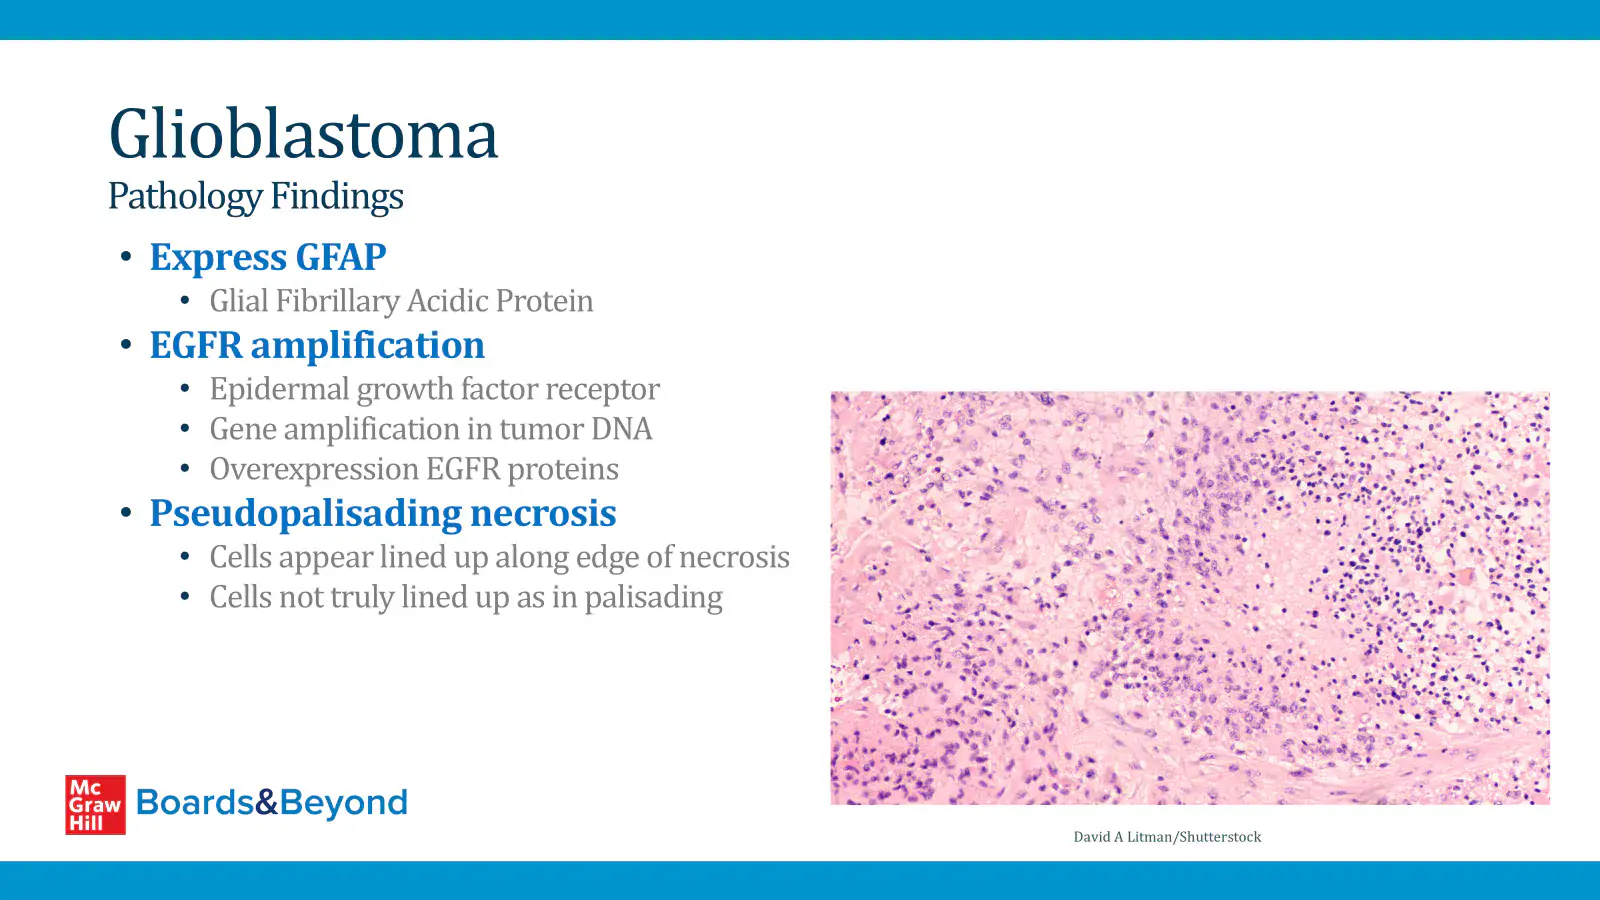 Glioblastoma
Pathology Findings
• Express GFAP
• Glial Fibrillary Acidic Protein
• EGFR amplification
• Epidermal growth factor receptor
• Gene amplification in tumor DNA
• Overexpression EGFR proteins
• Pseudopalisading necrosis
• Cells appear lined up along edge of necrosis
• Cells not truly lined up as in palisading
Mc
Graw
Hill
Boards&Beyond
David A Litman/Shutterstock